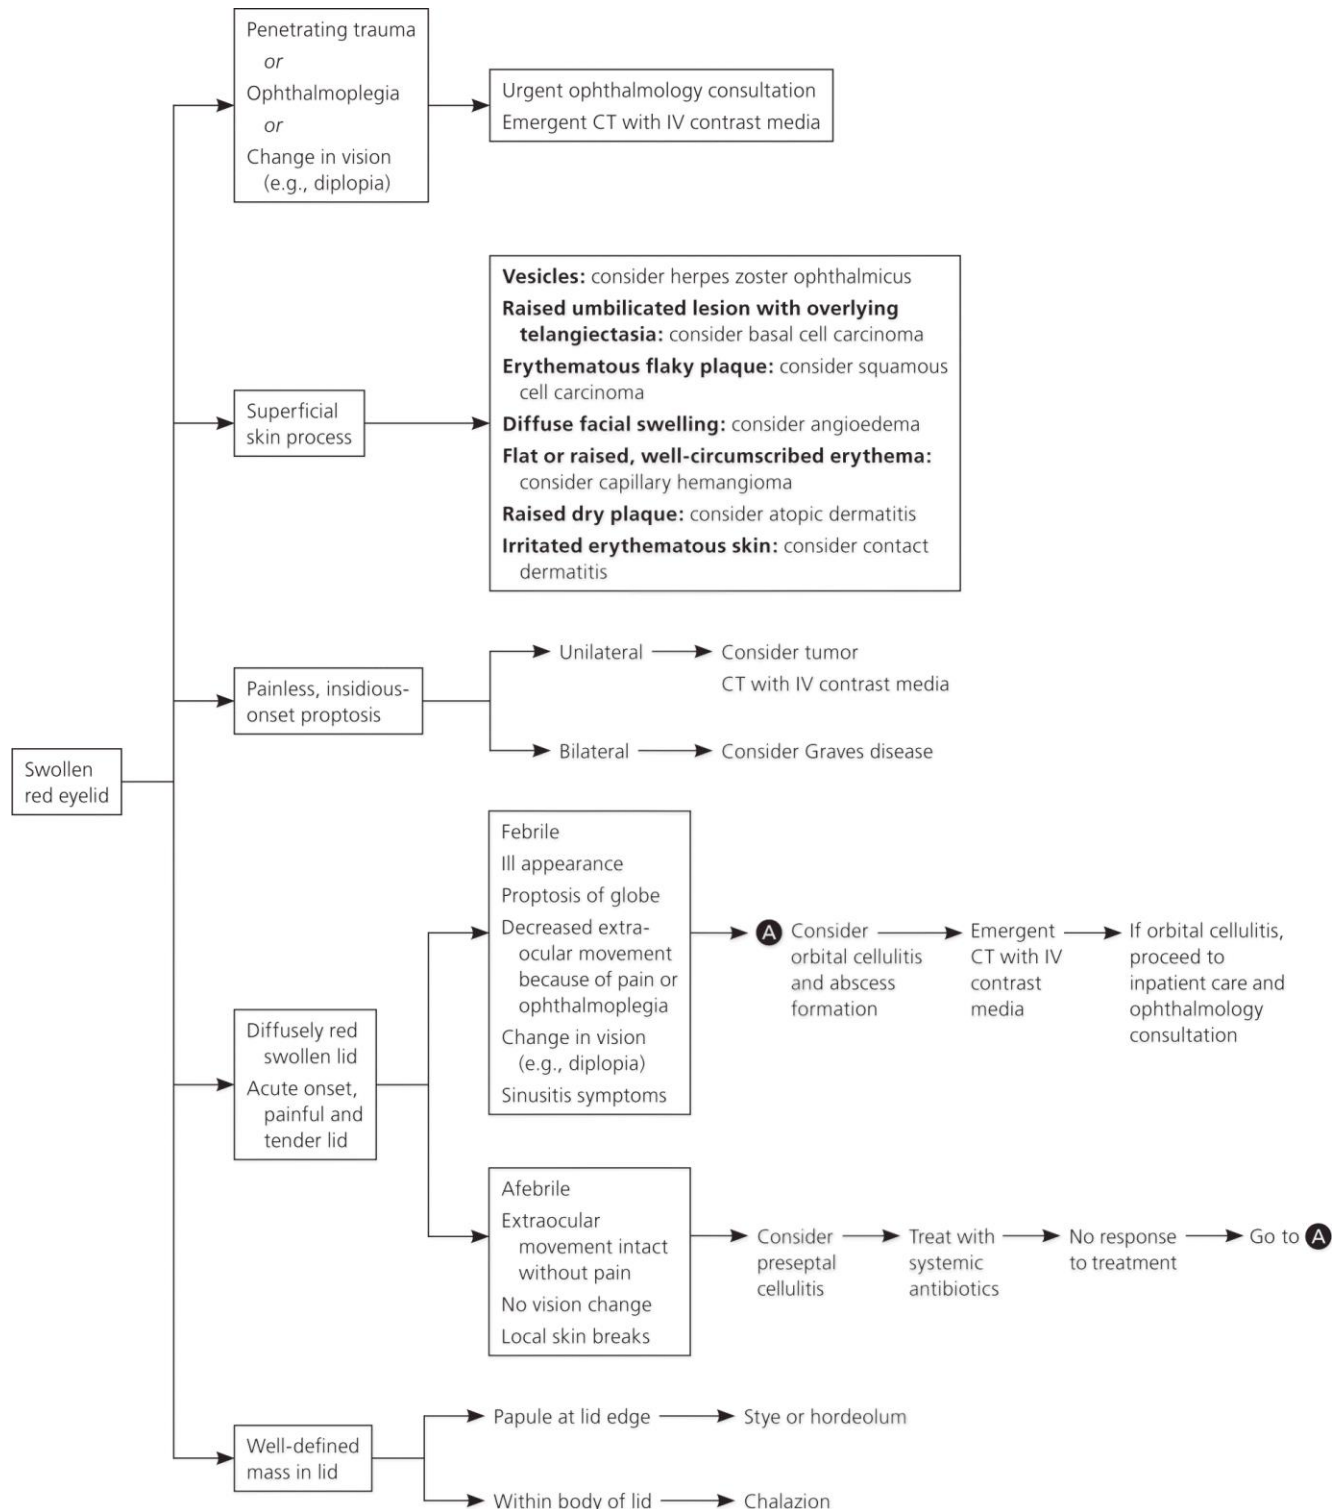 Penetrating trauma
or
Ophthalmoplegia
or
Change in vision
(e.g., diplopia)
Urgent ophthalmology consultation
Emergent CT with IV contrast media
Superficial
skin process
Vesicles: consider herpes zoster ophthalmicus
Raised umbilicated lesion with overlying
telangiectasia: consider basal cell carcinoma
Erythematous flaky plaque: consider squamous
cell carcinoma
Diffuse facial swelling: consider angioedema
Flat or raised, well-circumscribed erythema:
consider capillary hemangioma
Raised dry plaque: consider atopic dermatitis
Irritated erythematous skin: consider contact
dermatitis
Painless, insidious-
onset proptosis
Unilateral
Consider tumor
CT with IV contrast media
Bilateral
Consider Graves disease
Swollen
red eyelid
Diffusely red
swollen lid
Acute onset,
painful and
tender lid
Febrile
Ill appearance
Proptosis of globe
Decreased extra-
ocular movement
because of pain or
ophthalmoplegia
Change in vision
(e.g., diplopia)
Sinusitis symptoms
A Consider
orbital cellulitis
and abscess
formation
Emergent
CT with IV
contrast
media
If orbital cellulitis,
proceed to
inpatient care and
ophthalmology
consultation
Afebrile
Extraocular
movement intact
without pain
No vision change
Local skin breaks
Consider
preseptal
cellulitis
Treat with
systemic
antibiotics
No response
to treatment
Go to A
Well-defined
mass in lid
Papule at lid edge
Stye or hordeolum
Within body of lid
Chalazion